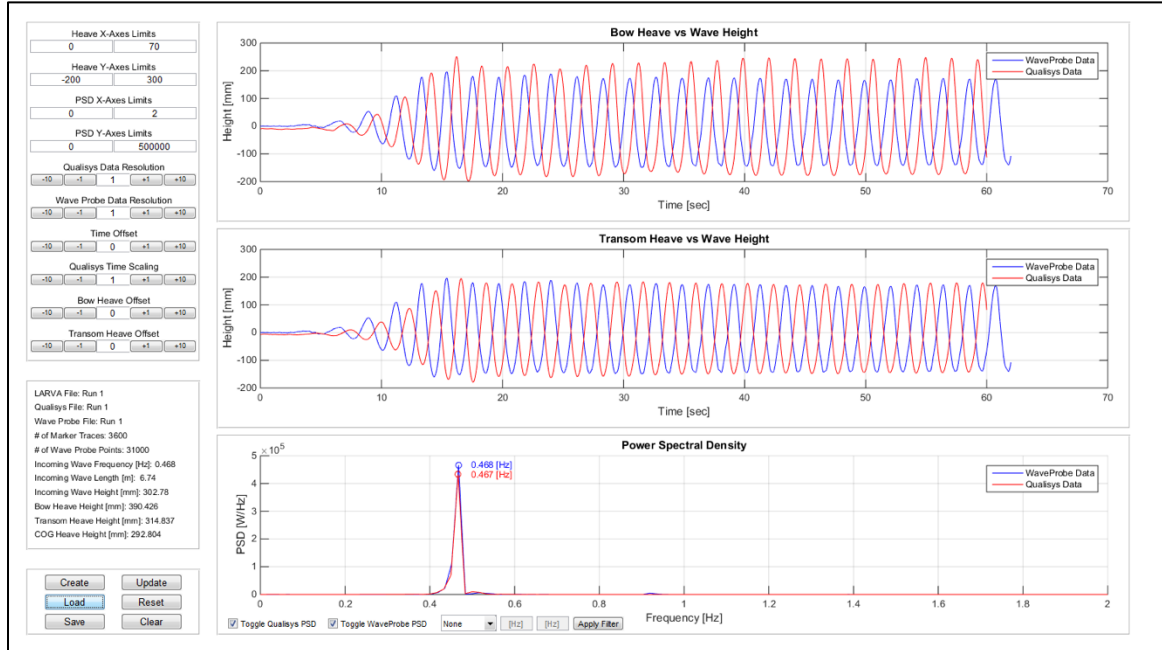 Heave X-Axes Limits
0 70
Heave Y-Axes Limits
-200 300
PSD X-Axes Limits
0 2
PSD Y-Axes Limits
0 500000
Qualisys Data Resolution
-10 -1 1 +1 +10
Wave Probe Data Resolution
-10 -1 1 +1 +10
Time Offset
-10 -1 0 +1 +10
Qualisys Time Scaling
-10 -1 1 +1 +10
Bow Heave Offset
-10 -1 0 +1 +10
Transom Heave Offset
-10 -1 0 +1 +10
LARVA File: Run 1
Qualisys File: Run 1
Wave Probe File: Run 1
# of Marker Traces: 3600
# of Wave Probe Points: 31000
Incoming Wave Frequency [Hz]: 0.468
Incoming Wave Length [m]: 6.74
Incoming Wave Height [mm]: 302.78
Bow Heave Height [mm]: 390.426
Transom Heave Height [mm]: 314.837
COG Heave Height [mm]: 292.804
Create Update
Load Reset
Save Clear
Bow Heave vs Wave Height
300
200
100
0
-100
-200
Height [mm]
WaveProbe Data
Qualisys Data
0 10 20 30 40 50 60 70
Time [sec]
Transom Heave vs Wave Height
300
200
100
0
-100
-200
Height [mm]
WaveProbe Data
Qualisys Data
0 10 20 30 40 50 60 70
Time [sec]
Power Spectral Density
×10⁵
5
4
3
2
1
0
PSD [W/Hz]
0.468 [Hz]
0.467 [Hz]
WaveProbe Data
Qualisys Data
0 0.2 0.4 0.6 0.8 1 1.2 1.4 1.6 1.8 2
Frequency [Hz]
Toggle Qualisys PSD Toggle WaveProbe PSD None [Hz] [Hz] Apply Filter